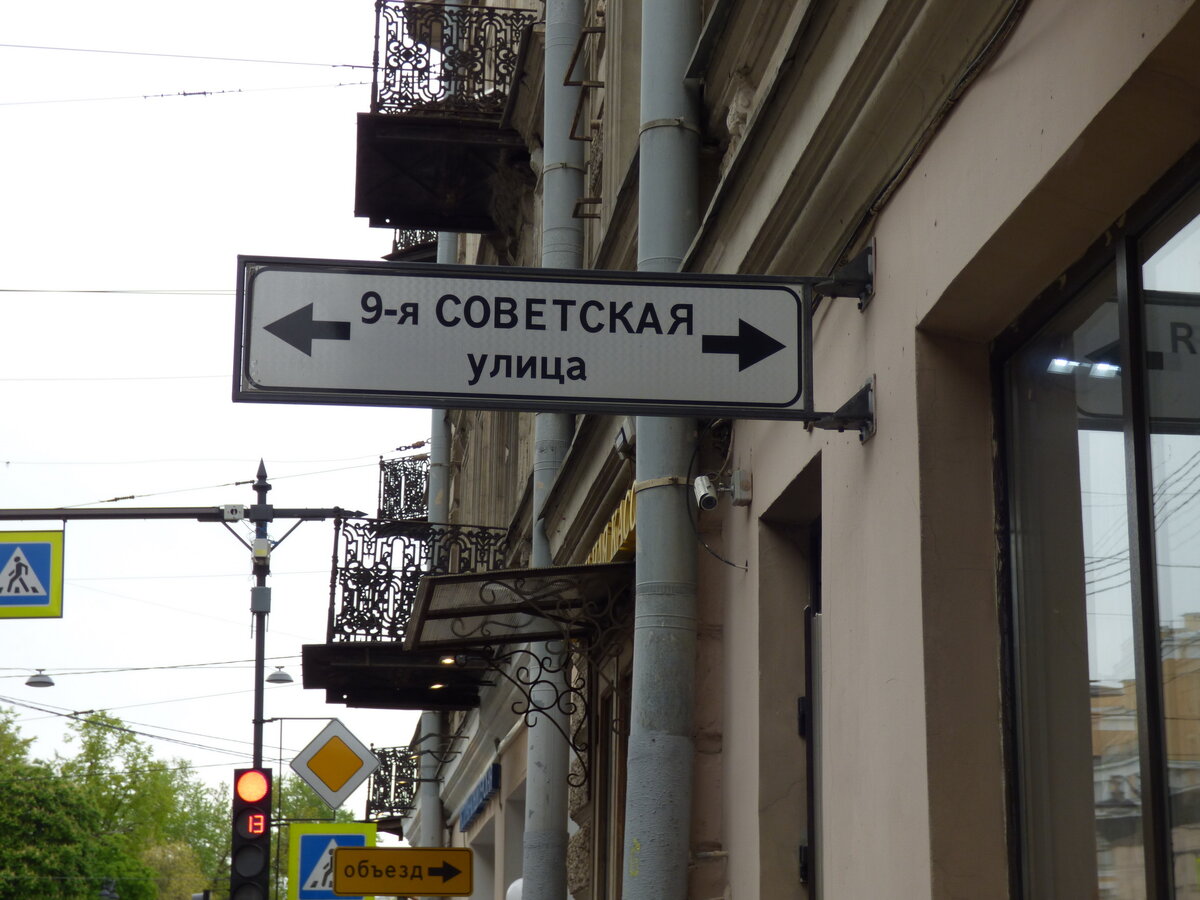 9-я СОВЕТСКАЯ
улица
13
объезд